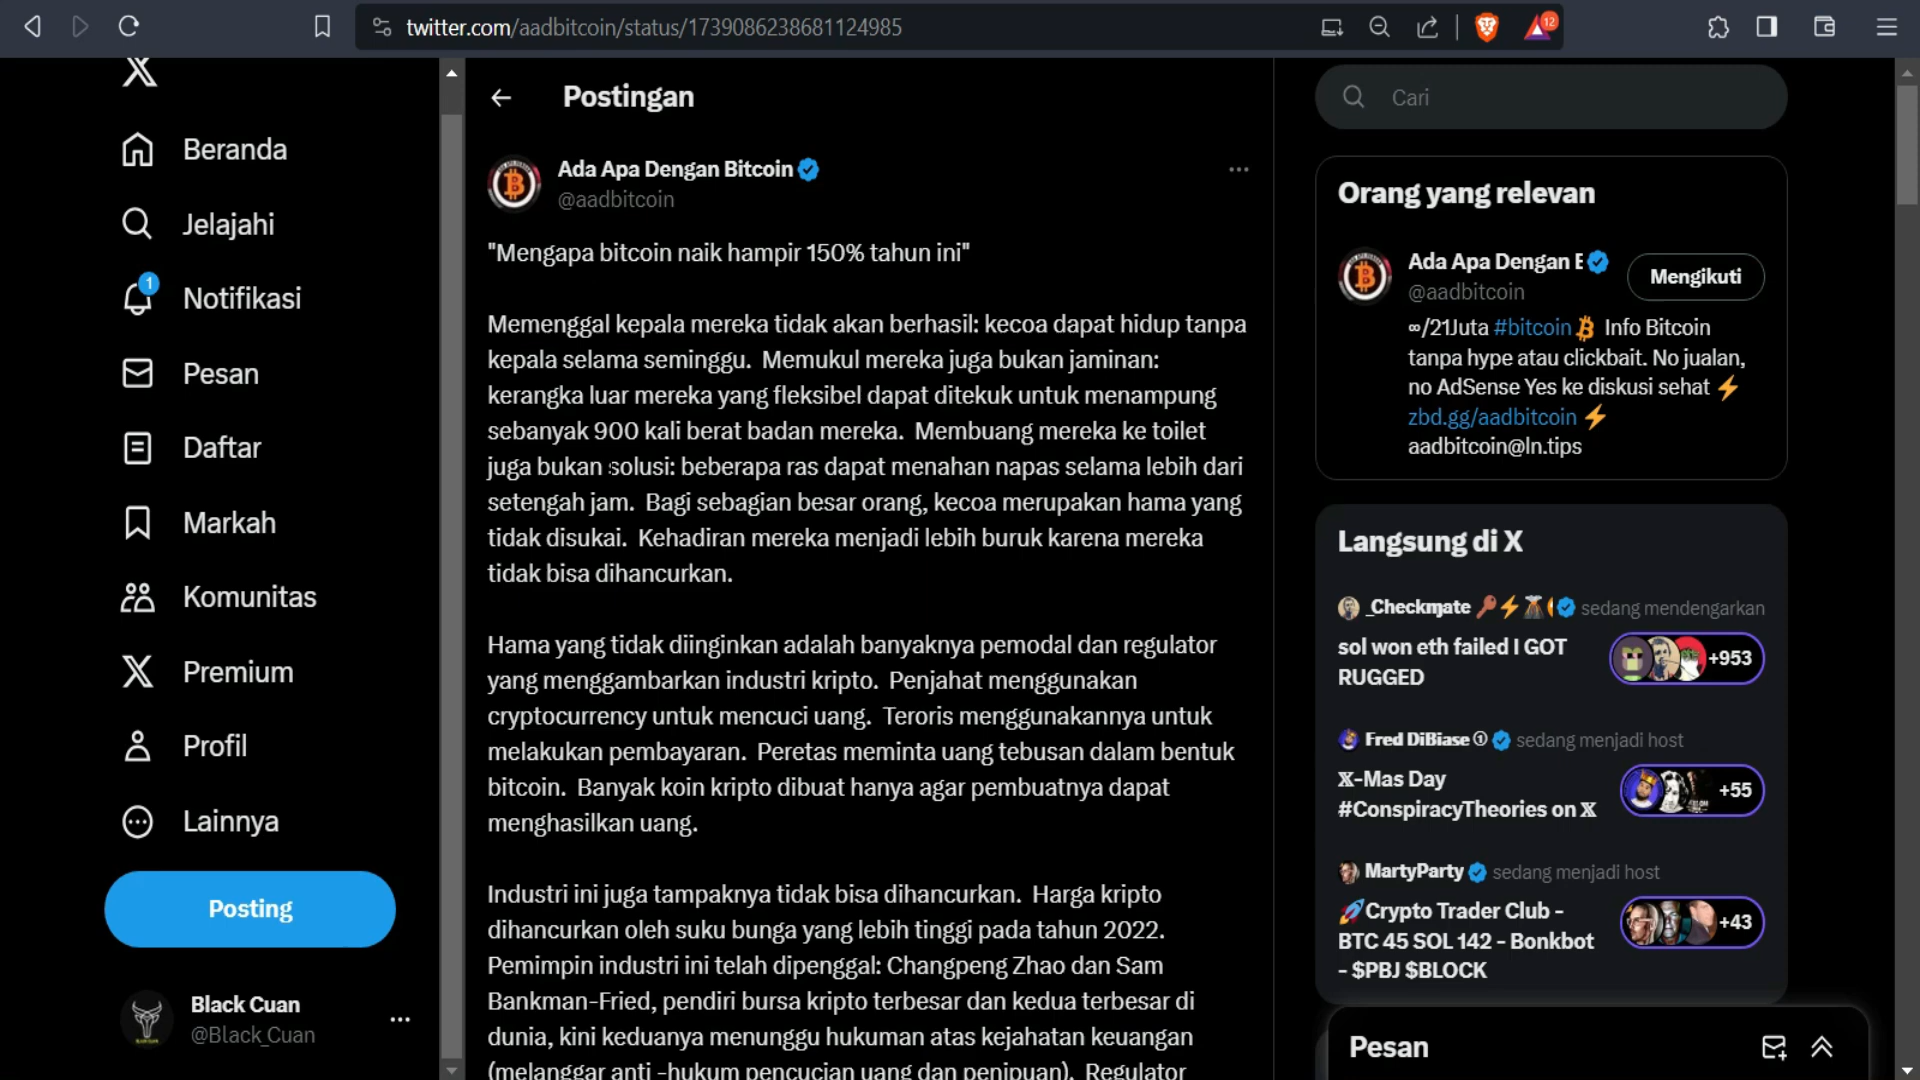 twitter.com/aadbitcoin/status/1739086238681124985
12
Beranda
Jelajahi
1
Notifikasi
Pesan
Daftar
Markah
Komunitas
Premium
Profil
Lainnya
Posting
Black Cuan
@Black_Cuan
Postingan
Ada Apa Dengan Bitcoin
@aadbitcoin
"Mengapa bitcoin naik hampir 150% tahun ini"
Memenggal kepala mereka tidak akan berhasil: kecoa dapat hidup tanpa
kepala selama seminggu. Memukul mereka juga bukan jaminan:
kerangka luar mereka yang fleksibel dapat ditekuk untuk menampung
sebanyak 900 kali berat badan mereka. Membuang mereka ke toilet
juga bukan solusi: beberapa ras dapat menahan napas selama lebih dari
setengah jam. Bagi sebagian besar orang, kecoa merupakan hama yang
tidak disukai. Kehadiran mereka menjadi lebih buruk karena mereka
tidak bisa dihancurkan.
Hama yang tidak diinginkan adalah banyaknya pemodal dan regulator
yang menggambarkan industri kripto. Penjahat menggunakan
cryptocurrency untuk mencuci uang. Teroris menggunakannya untuk
melakukan pembayaran. Peretas meminta uang tebusan dalam bentuk
bitcoin. Banyak koin kripto dibuat hanya agar pembuatnya dapat
menghasilkan uang.
Industri ini juga tampaknya tidak bisa dihancurkan. Harga kripto
dihancurkan oleh suku bunga yang lebih tinggi pada tahun 2022.
Pemimpin industri ini telah dipenggal: Changpeng Zhao dan Sam
Bankman-Fried, pendiri bursa kripto terbesar dan kedua terbesar di
dunia, kini keduanya menunggu hukuman atas kejahatan keuangan
(melanggar anti -hukum pencucian uang dan penipuan). Regulator
Cari
Orang yang relevan
Ada Apa Dengan B
@aadbitcoin
Mengikuti
∞/21Juta #bitcoin Info Bitcoin
tanpa hype atau clickbait. No jualan,
no AdSense Yes ke diskusi sehat ⚡
zbd.gg/aadbitcoin ⚡
aadbitcoin@ln.tips
Langsung di X
_Checkmate 🔑⚡🌋 sedang mendengarkan
sol won eth failed I GOT
RUGGED
+953
Fred DiBiase ① sedang menjadi host
𝕏-Mas Day
#ConspiracyTheories on 𝕏
+55
MartyParty sedang menjadi host
🚀Crypto Trader Club -
BTC 45 SOL 142 - Bonkbot
- $PBJ $BLOCK
+43
Pesan